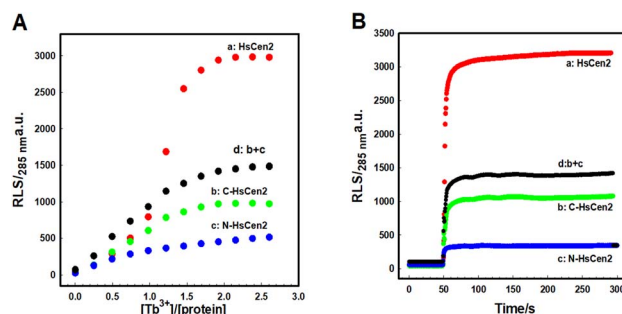 A
RLS/285 nm a.u.
3000
2500
2000
1500
1000
500
0
a: HsCen2
d: b+c
b: C-HsCen2
c: N-HsCen2
0.0 0.5 1.0 1.5 2.0 2.5 3.0
[Tb3+]/[protein]
B
RLS/285 nm a.u.
3500
3000
2500
2000
1500
1000
500
0
a: HsCen2
d:b+c
b: C-HsCen2
c: N-HsCen2
0 50 100 150 200 250 300
Time/s